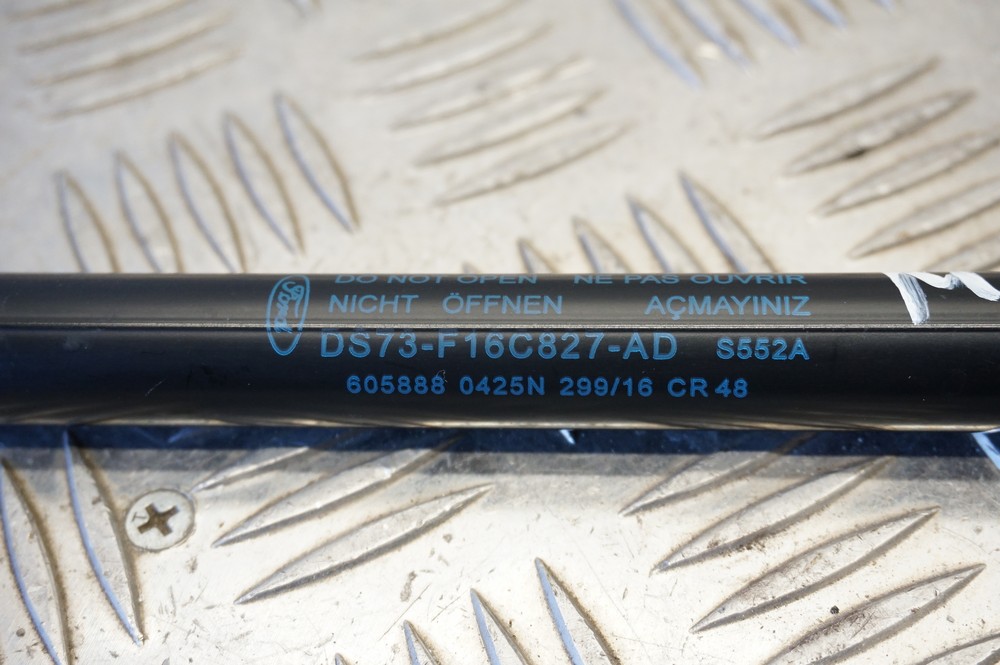 DO NOT OPEN NE PAS OUVRIR
Ford NICHT ÖFFNEN AÇMAYINIZ
DS73-F16C827-AD S552A
605888 0425N 299/16 CR 48